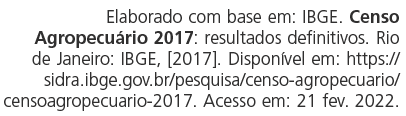 Elaborado com base em: IBGE. Censo
Agropecuário 2017: resultados definitivos. Rio
de Janeiro: IBGE, [2017]. Disponível em: https://
sidra.ibge.gov.br/pesquisa/censo-agropecuario/
censoagropecuario-2017. Acesso em: 21 fev. 2022.